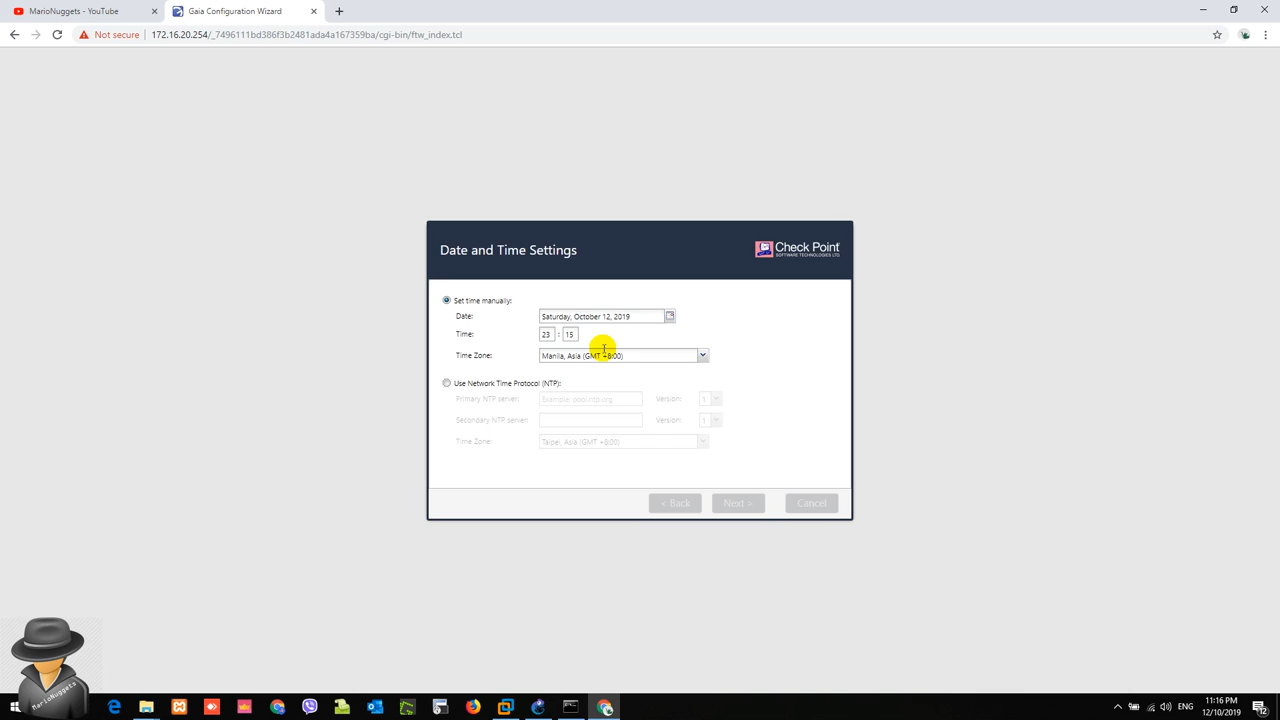 MarioNuggets - YouTube
Gaia Configuration Wizard
Not secure
172.16.20.254/_7496111bd386f3b2481ada4a167359ba/cgi-bin/ftw_index.tcl
Date and Time Settings
Check Point
SOFTWARE TECHNOLOGIES LTD.
Set time manually:
Date:
Saturday, October 12, 2019
Time:
23 : 15
Time Zone:
Manila, Asia (GMT +8:00)
Use Network Time Protocol (NTP):
Primary NTP server:
Example: pool.ntp.org
Version:
1
Secondary NTP server:
Version:
1
Time Zone:
Taipei, Asia (GMT +8:00)
< Back
Next >
Cancel
MarioNuggets
ENG
11:16 PM
12/10/2019
12